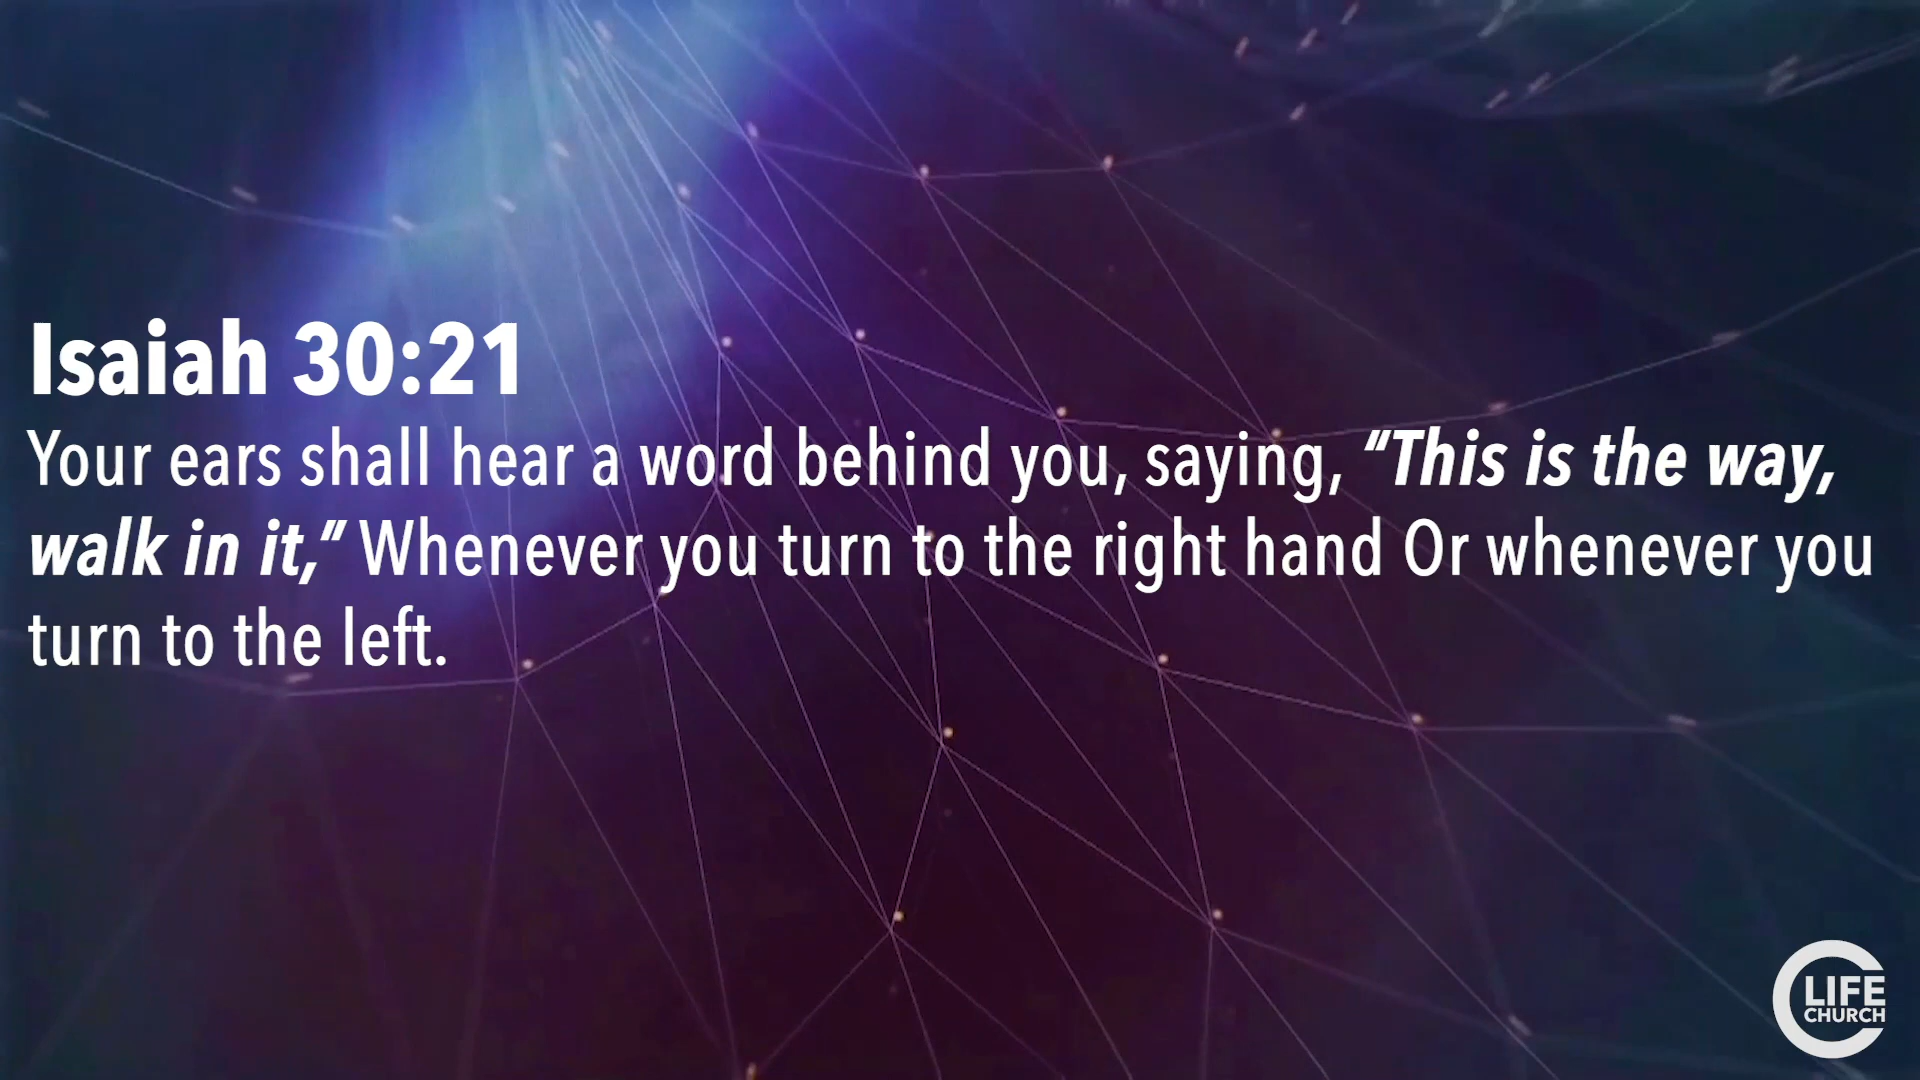 Isaiah 30:21
Your ears shall hear a word behind you, saying, “This is the way,
walk in it,” Whenever you turn to the right hand Or whenever you
turn to the left.
LIFE
CHURCH